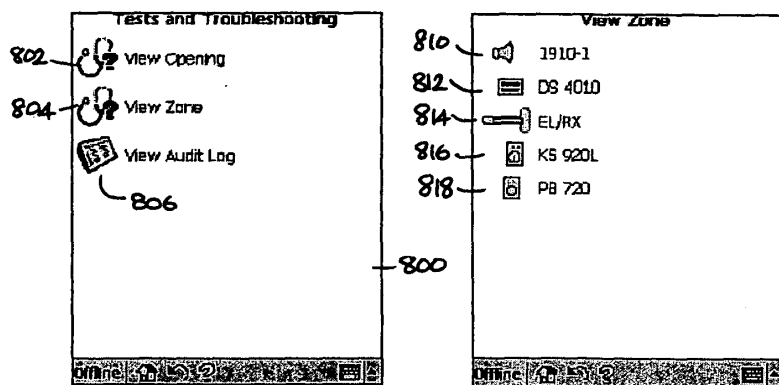 Tests and Troubleshooting
802 View Opening
804 View Zone
View Audit Log
806
800
Offline
View Zone
810 1910-1
812 DS 4010
814 EL/RX
816 KS 920L
818 PB 720
Offline